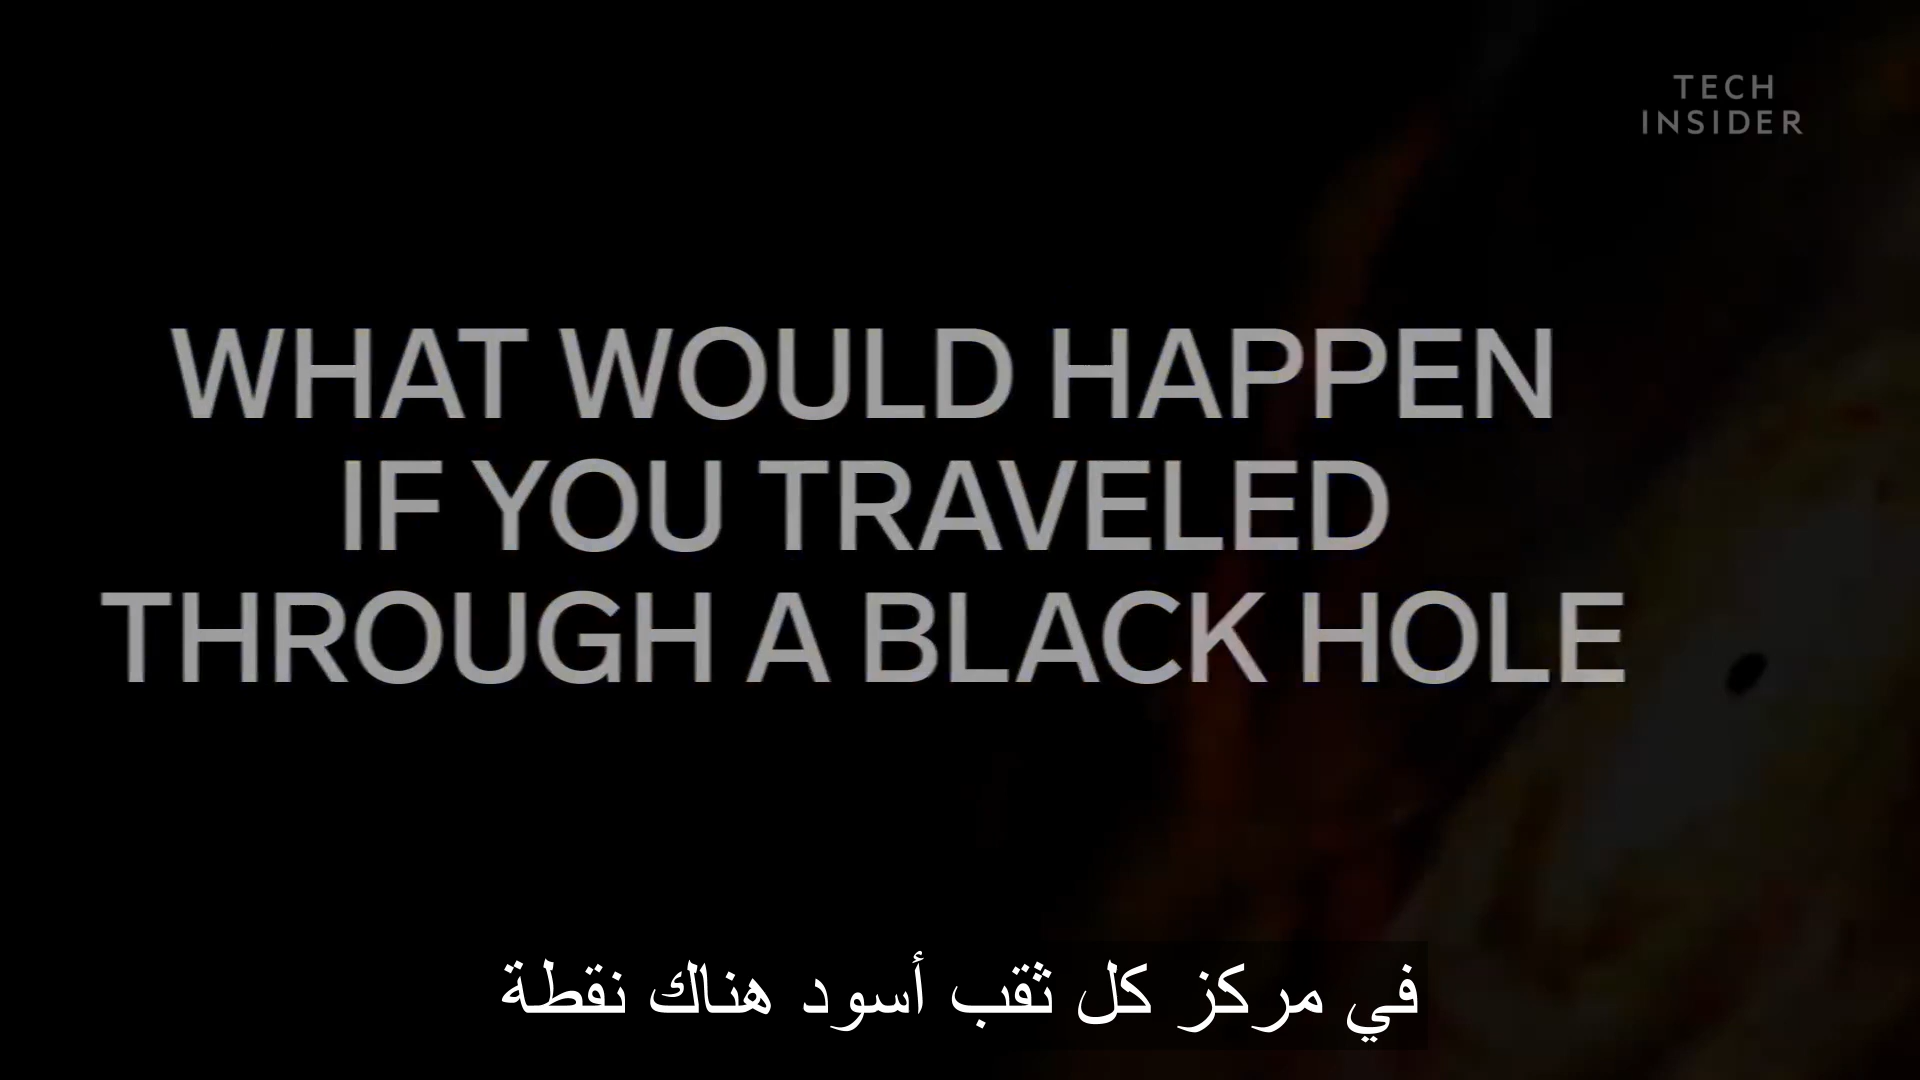 TECH
INSIDER
WHAT WOULD HAPPEN
IF YOU TRAVELED
THROUGH A BLACK HOLE
في مركز كل ثقب أسود هناك نقطة